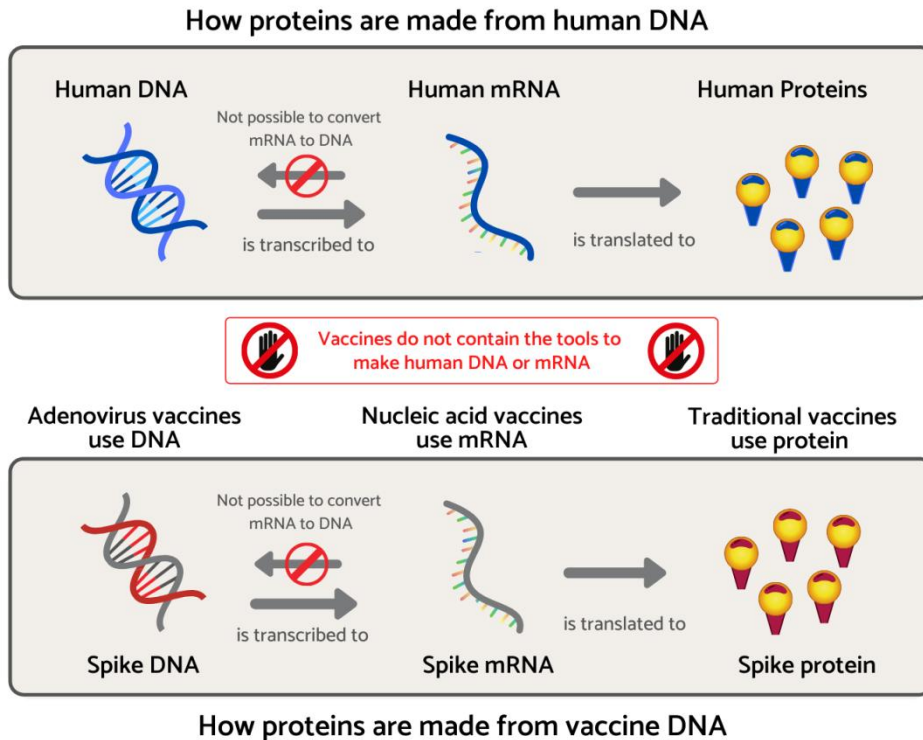 How proteins are made from human DNA
Human DNA
Human mRNA
Human Proteins
Not possible to convert
mRNA to DNA
is transcribed to
is translated to
Vaccines do not contain the tools to
make human DNA or mRNA
Adenovirus vaccines
use DNA
Nucleic acid vaccines
use mRNA
Traditional vaccines
use protein
Not possible to convert
mRNA to DNA
is transcribed to
is translated to
Spike DNA
Spike mRNA
Spike protein
How proteins are made from vaccine DNA